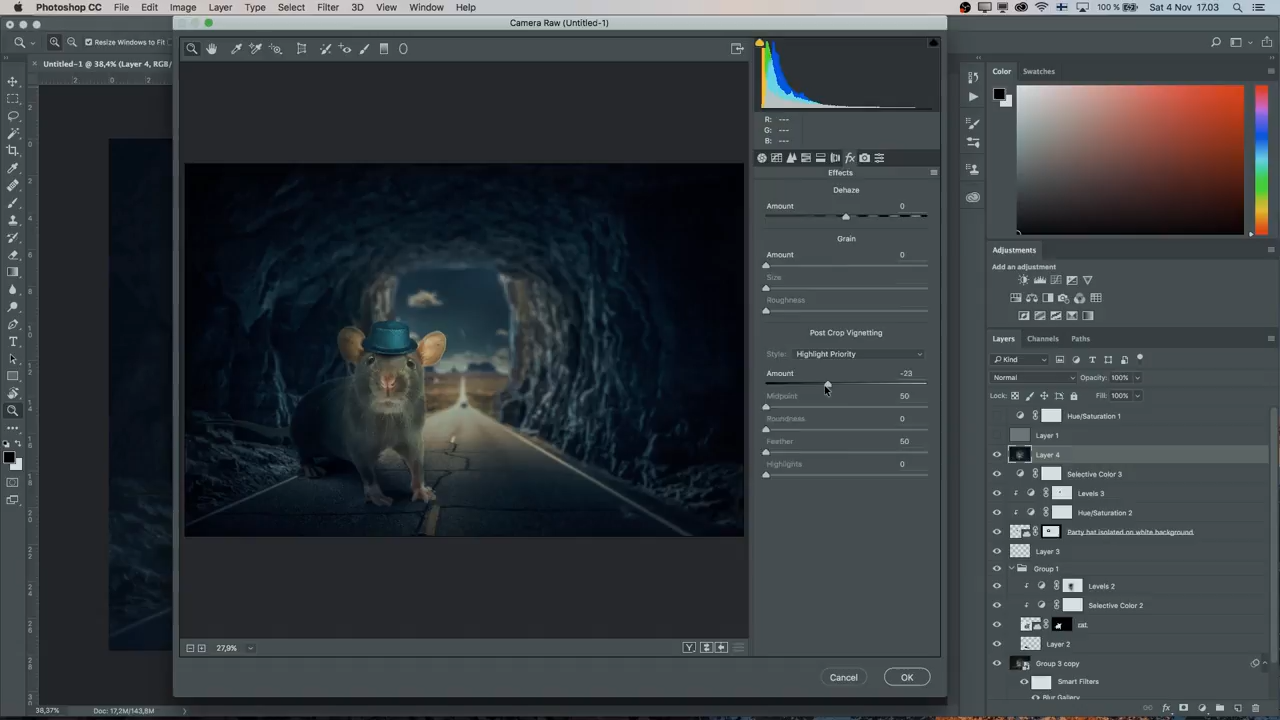 Photoshop CC File Edit Image Layer Type Select Filter 3D View Window Help
100 % Sat 4 Nov 17.03
Camera Raw (Untitled-1)
Resize Windows to Fit
Untitled-1 @ 38,4% (Layer 4, RGB/
R: ---
G: ---
B: ---
Effects
Dehaze
Amount 0
Grain
Amount 0
Size
Roughness
Post Crop Vignetting
Style: Highlight Priority
Amount -23
Midpoint 50
Roundness 0
Feather 50
Highlights 0
27,9%
Y
Cancel OK
Color Swatches
Adjustments
Add an adjustment
Layers Channels Paths
Kind
Normal Opacity: 100%
Lock: Fill: 100%
Hue/Saturation 1
Layer 1
Layer 4
Selective Color 3
Levels 3
Hue/Saturation 2
Party hat isolated on white background.
Layer 3
Group 1
Levels 2
Selective Color 2
rat.
Layer 2
Group 3 copy
Smart Filters
Blur Gallery
38,37% Doc: 17,2M/143,8M